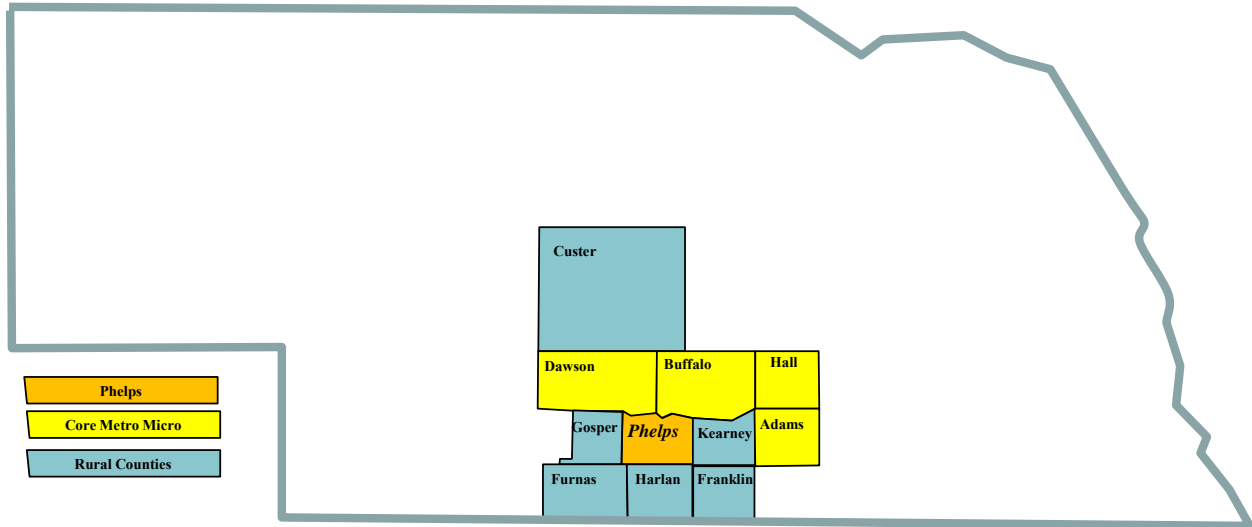 Custer
Dawson
Buffalo
Hall
Gosper
Phelps
Kearney
Adams
Furnas
Harlan
Franklin
Phelps
Core Metro Micro
Rural Counties